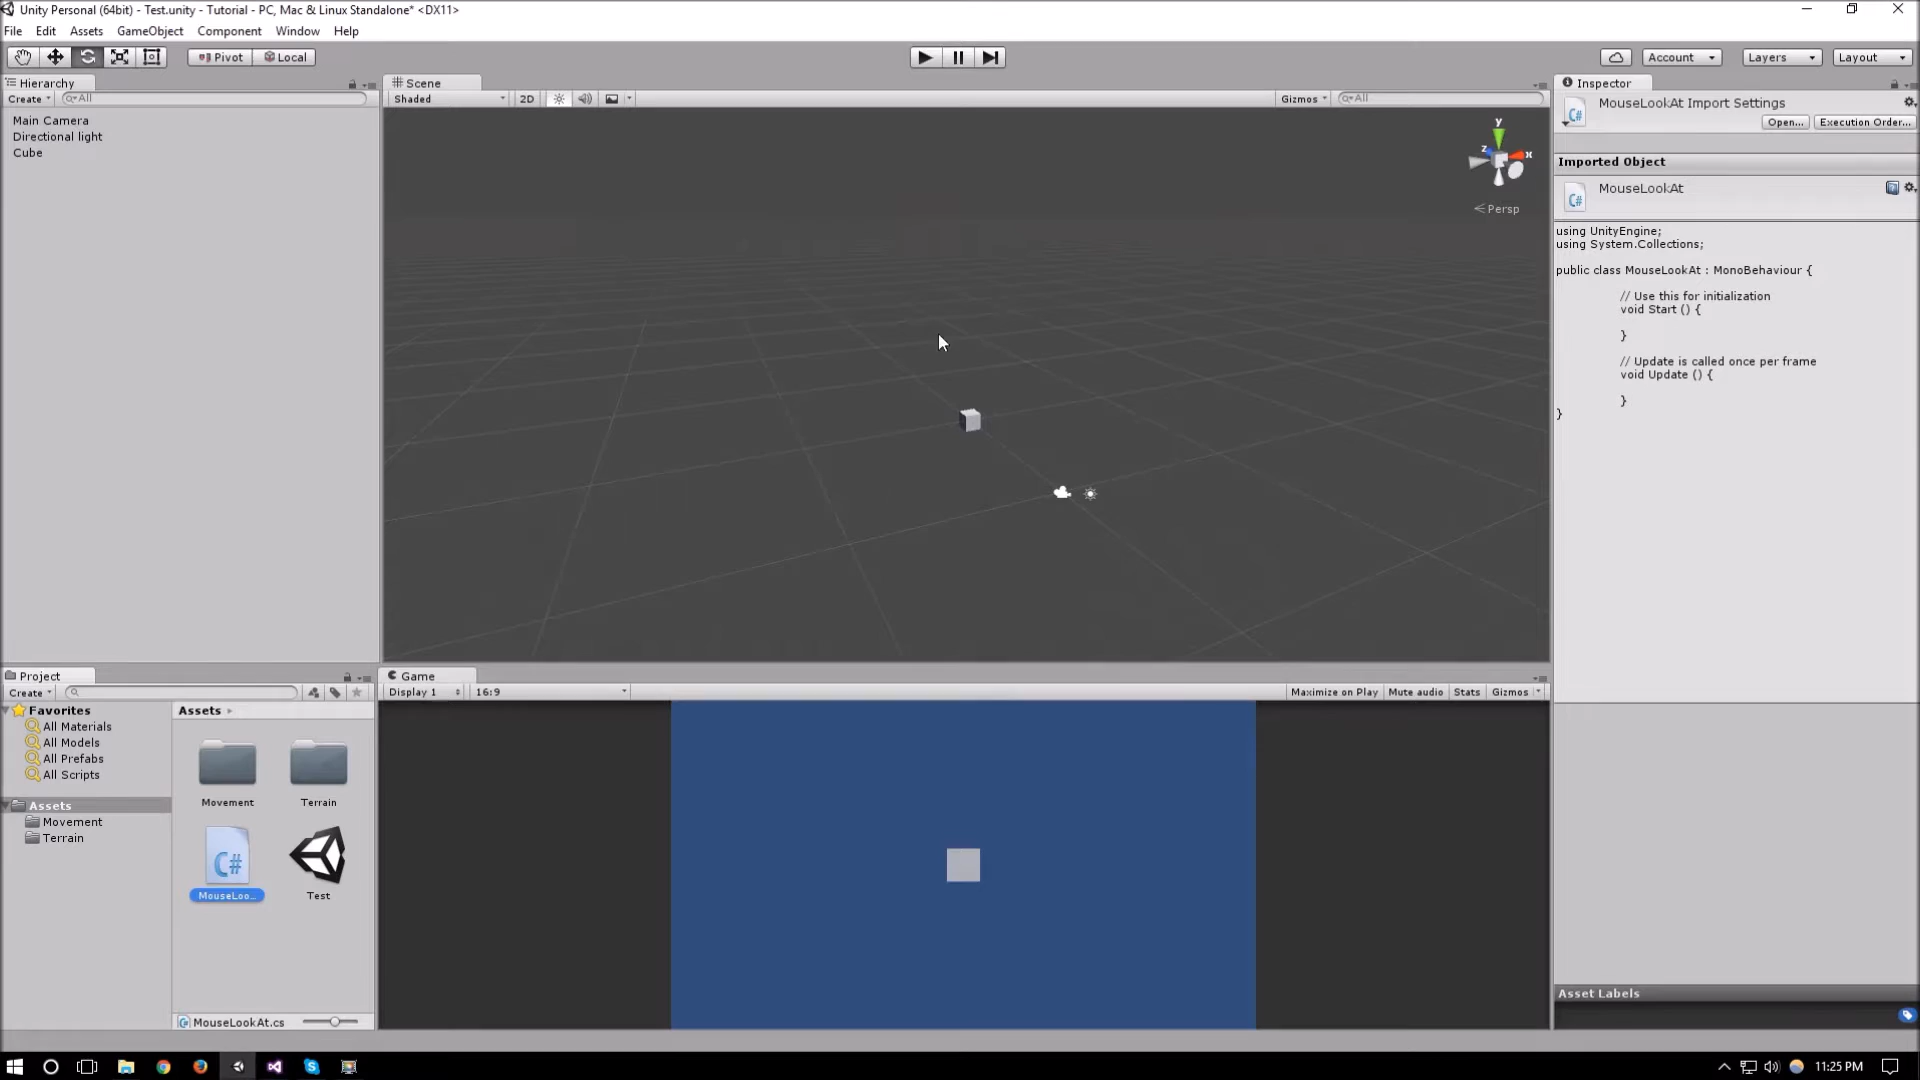 Unity Personal (64bit) - Test.unity - Tutorial - PC, Mac & Linux Standalone* <DX11>
File Edit Assets GameObject Component Window Help
Pivot Local Account Layers Layout
Hierarchy
Create All
Main Camera
Directional light
Cube
Scene
Shaded 2D Gizmos All
y
z x
Persp
Inspector
MouseLookAt Import Settings
Open... Execution Order...
Imported Object
C#
MouseLookAt
C#
using UnityEngine;
using System.Collections;
public class MouseLookAt : MonoBehaviour {
// Use this for initialization
void Start () {
}
// Update is called once per frame
void Update () {
}
}
Project
Create
Favorites
All Materials
All Models
All Prefabs
All Scripts
Assets
Movement
Terrain
Assets
Movement Terrain
C#
MouseLoo... Test
MouseLookAt.cs
Game
Display 1 16:9 Maximize on Play Mute audio Stats Gizmos
Asset Labels
11:25 PM